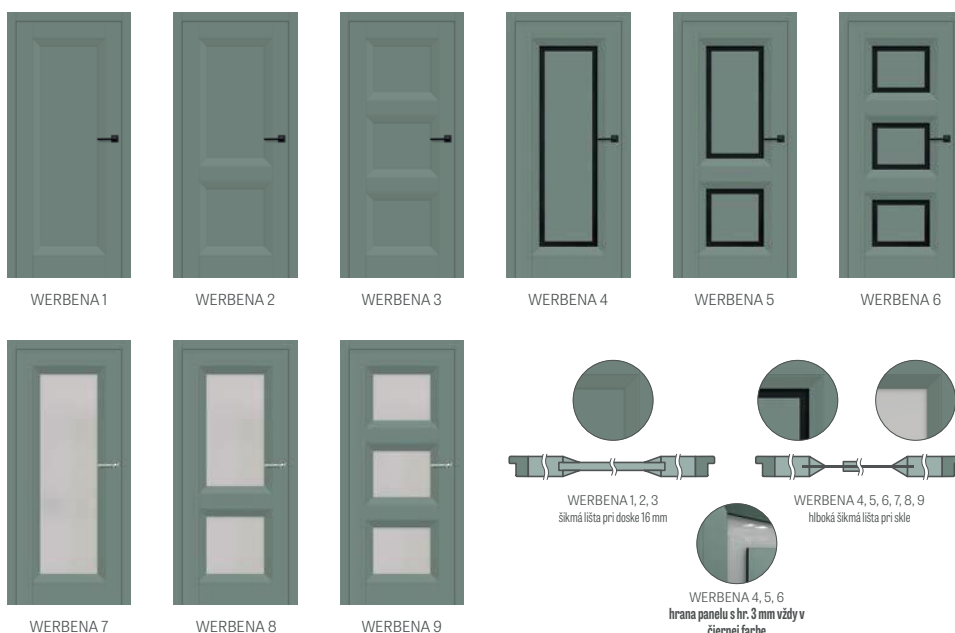 WERBENA 1
WERBENA 2
WERBENA 3
WERBENA 4
WERBENA 5
WERBENA 6
WERBENA 7
WERBENA 8
WERBENA 9
WERBENA 1, 2, 3
šikmá lišta pri doske 16 mm
WERBENA 4, 5, 6, 7, 8, 9
hlboká šikmá lišta pri skle
WERBENA 4, 5, 6
hrana panelu s hr. 3 mm vždy v
čiernej farbe